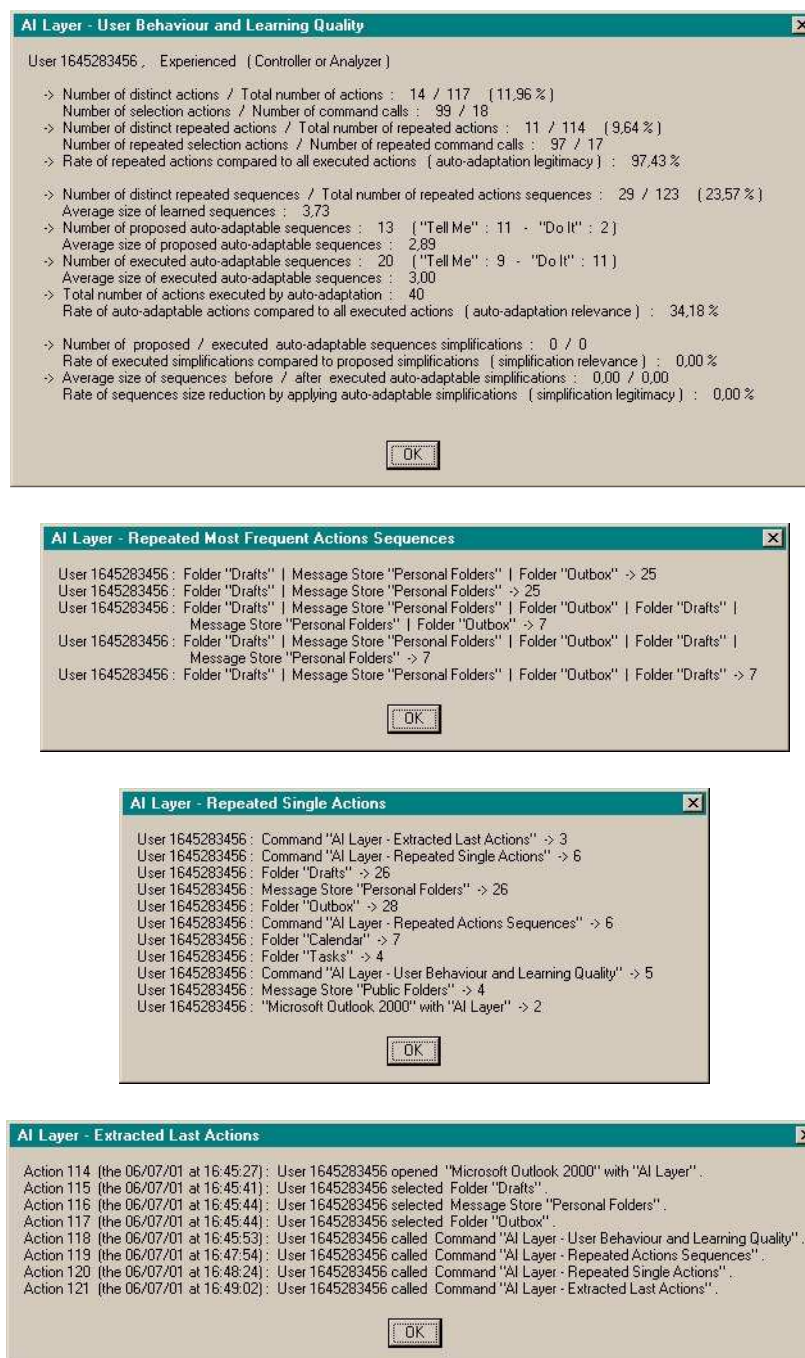 AI Layer - User Behaviour and Learning Quality
User 1645283456 , Experienced ( Controller or Analyzer )
-> Number of distinct actions / Total number of actions : 14 / 117 ( 11,96 % )
Number of selection actions / Number of command calls : 99 / 18
-> Number of distinct repeated actions / Total number of repeated actions : 11 / 114 ( 9,64 % )
Number of repeated selection actions / Number of repeated command calls : 97 / 17
-> Rate of repeated actions compared to all executed actions ( auto-adaptation legitimacy ) : 97,43 %
-> Number of distinct repeated sequences / Total number of repeated actions sequences : 29 / 123 ( 23,57 % )
Average size of learned sequences : 3,73
-> Number of proposed auto-adaptable sequences : 13 ( "Tell Me" : 11 - "Do It" : 2 )
Average size of proposed auto-adaptable sequences : 2,89
-> Number of executed auto-adaptable sequences : 20 ( "Tell Me" : 9 - "Do It" : 11 )
Average size of executed auto-adaptable sequences : 3,00
-> Total number of actions executed by auto-adaptation : 40
Rate of auto-adaptable actions compared to all executed actions ( auto-adaptation relevance ) : 34,18 %
-> Number of proposed / executed auto-adaptable sequences simplifications : 0 / 0
Rate of executed simplifications compared to proposed simplifications ( simplification relevance ) : 0,00 %
-> Average size of sequences before / after executed auto-adaptable simplifications : 0,00 / 0,00
Rate of sequences size reduction by applying auto-adaptable simplifications ( simplification legitimacy ) : 0,00 %
OK
AI Layer - Repeated Most Frequent Actions Sequences
User 1645283456 : Folder "Drafts" | Message Store "Personal Folders" | Folder "Outbox" -> 25
User 1645283456 : Folder "Drafts" | Message Store "Personal Folders" -> 25
User 1645283456 : Folder "Drafts" | Message Store "Personal Folders" | Folder "Outbox" | Folder "Drafts" |
Message Store "Personal Folders" | Folder "Outbox" -> 7
User 1645283456 : Folder "Drafts" | Message Store "Personal Folders" | Folder "Outbox" | Folder "Drafts" |
Message Store "Personal Folders" -> 7
User 1645283456 : Folder "Drafts" | Message Store "Personal Folders" | Folder "Outbox" | Folder "Drafts" -> 7
OK
AI Layer - Repeated Single Actions
User 1645283456 : Command "AI Layer - Extracted Last Actions" -> 3
User 1645283456 : Command "AI Layer - Repeated Single Actions" -> 6
User 1645283456 : Folder "Drafts" -> 26
User 1645283456 : Message Store "Personal Folders" -> 26
User 1645283456 : Folder "Outbox" -> 28
User 1645283456 : Command "AI Layer - Repeated Actions Sequences" -> 6
User 1645283456 : Folder "Calendar" -> 7
User 1645283456 : Folder "Tasks" -> 4
User 1645283456 : Command "AI Layer - User Behaviour and Learning Quality" -> 5
User 1645283456 : Message Store "Public Folders" -> 4
User 1645283456 : "Microsoft Outlook 2000" with "AI Layer" -> 2
OK
AI Layer - Extracted Last Actions
Action 114 (the 06/07/01 at 16:45:27) : User 1645283456 opened "Microsoft Outlook 2000" with "AI Layer" .
Action 115 (the 06/07/01 at 16:45:41) : User 1645283456 selected Folder "Drafts" .
Action 116 (the 06/07/01 at 16:45:44) : User 1645283456 selected Message Store "Personal Folders" .
Action 117 (the 06/07/01 at 16:45:44) : User 1645283456 selected Folder "Outbox" .
Action 118 (the 06/07/01 at 16:45:53) : User 1645283456 called Command "AI Layer - User Behaviour and Learning Quality" .
Action 119 (the 06/07/01 at 16:47:54) : User 1645283456 called Command "AI Layer - Repeated Actions Sequences" .
Action 120 (the 06/07/01 at 16:48:24) : User 1645283456 called Command "AI Layer - Repeated Single Actions" .
Action 121 (the 06/07/01 at 16:49:02) : User 1645283456 called Command "AI Layer - Extracted Last Actions" .
OK